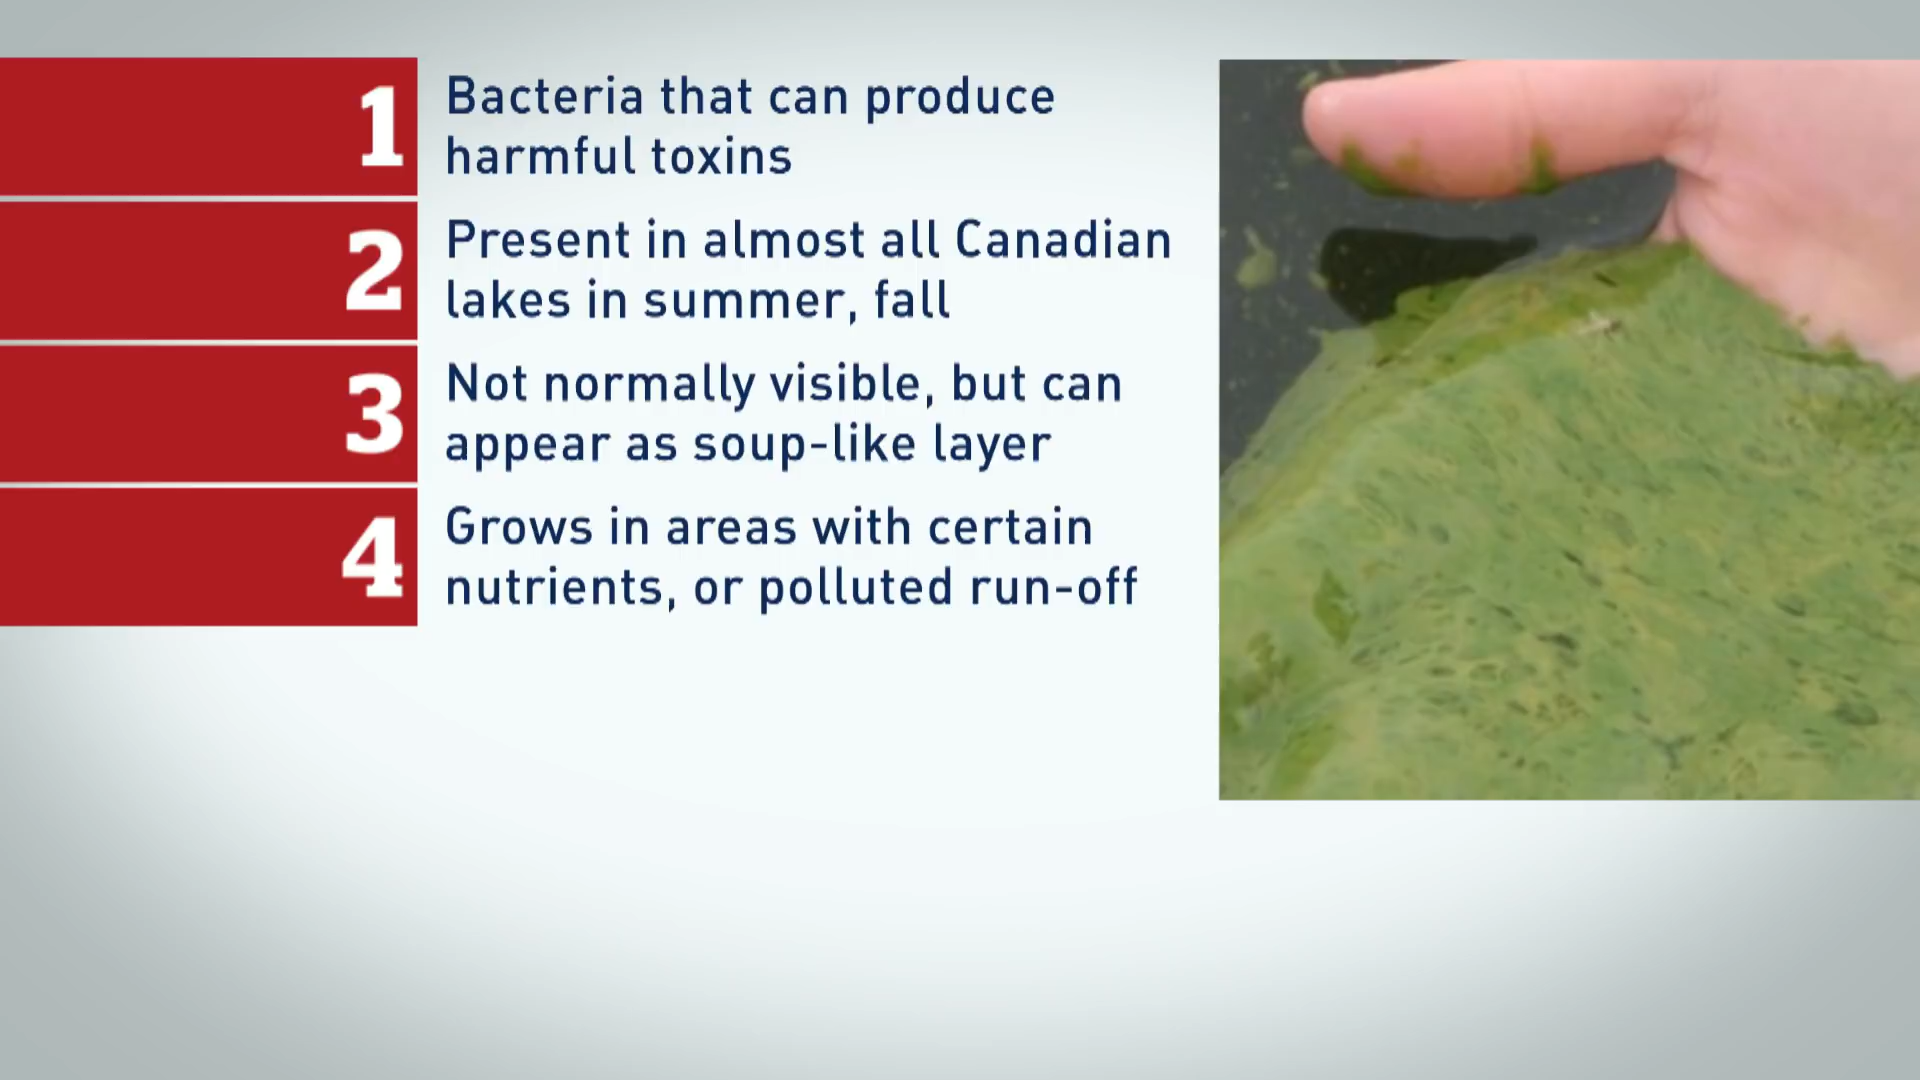 1
Bacteria that can produce
harmful toxins
2
Present in almost all Canadian
lakes in summer, fall
3
Not normally visible, but can
appear as soup-like layer
4
Grows in areas with certain
nutrients, or polluted run-off